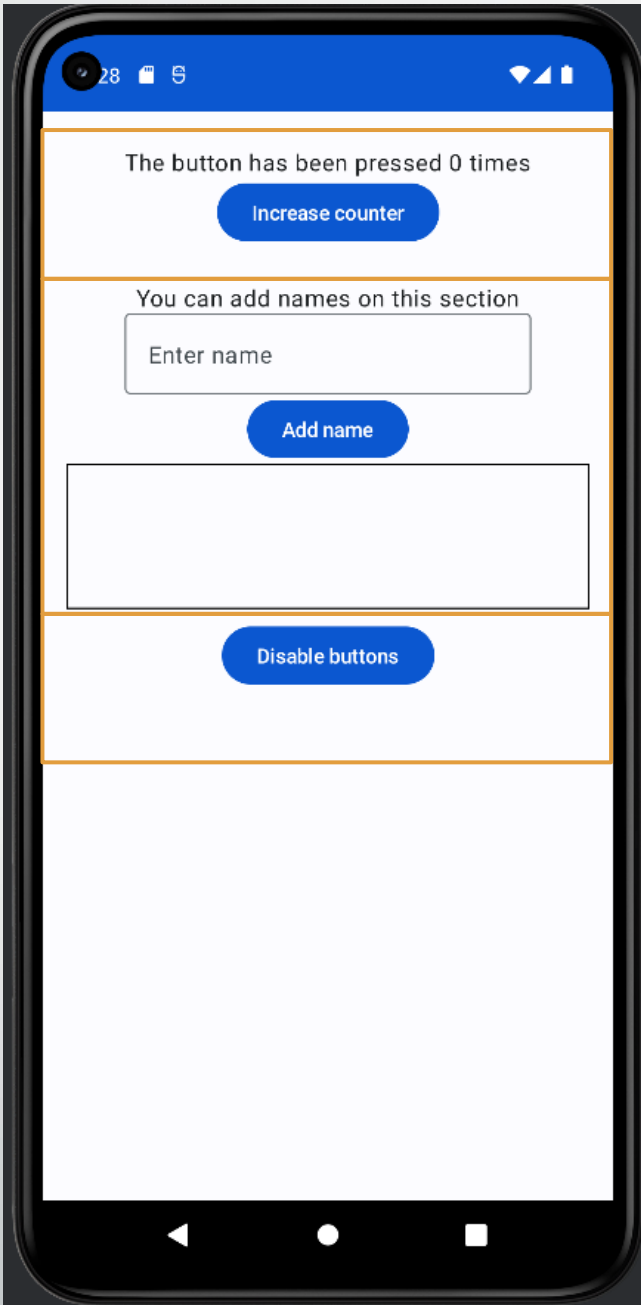 28
The button has been pressed 0 times
Increase counter
You can add names on this section
Enter name
Add name
Disable buttons